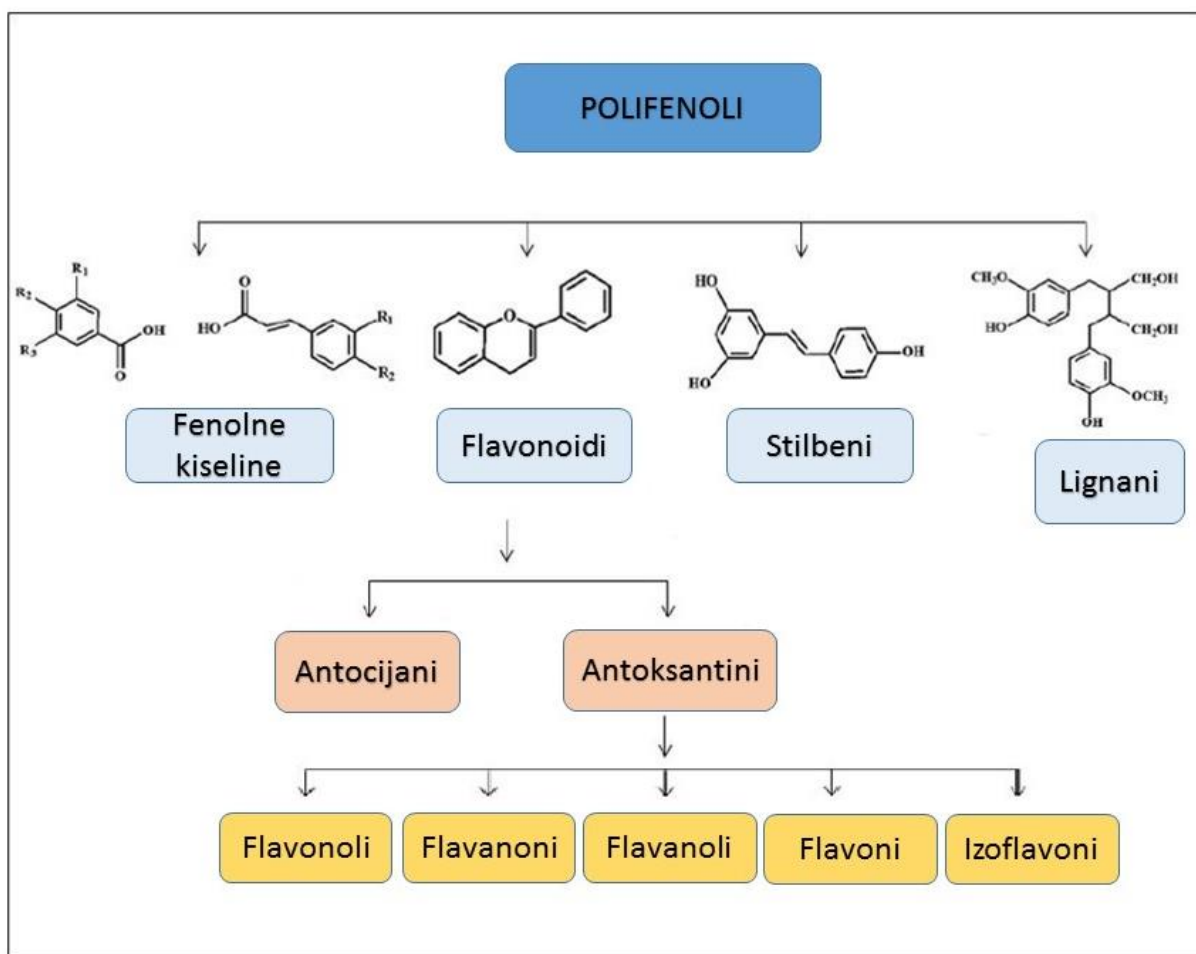 POLIFENOLI
R₁
R₂
R₃
OH
O
O
HO
R₁
R₂
O
HO
HO
OH
CH₃O
HO
CH₂OH
CH₂OH
OCH₃
OH
Fenolne
kiseline
Flavonoidi
Stilbeni
Lignani
Antocijani
Antoksantini
Flavonoli
Flavanoni
Flavanoli
Flavoni
Izoflavoni